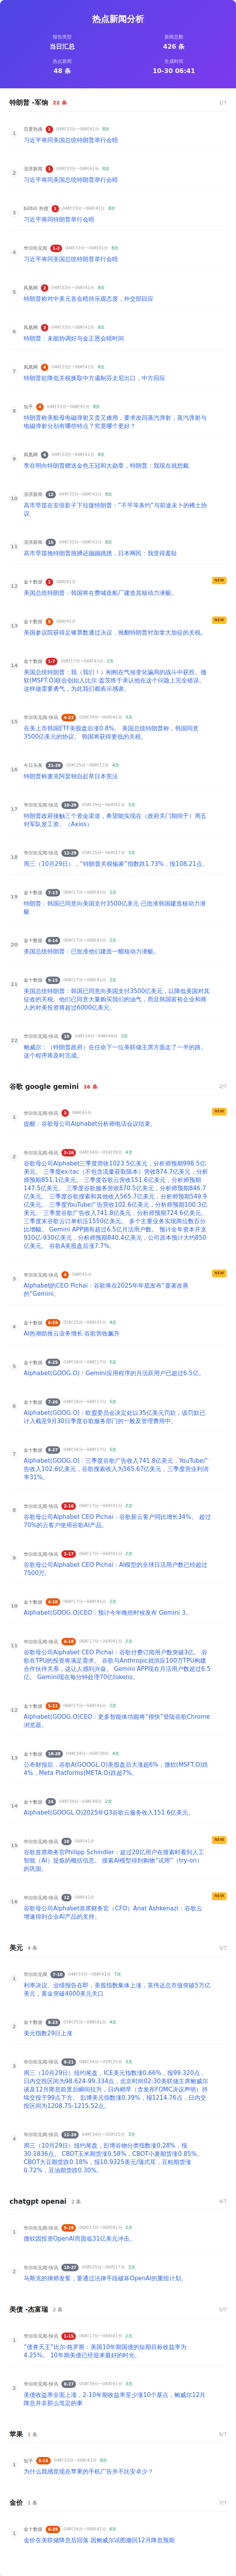 热点新闻分析
报告类型
新闻总数
当日汇总
426 条
热点新闻
生成时间
48 条
10-30 06:41
特朗普 -军饷 22 条
1/7
1
百度热搜 1 04时33分~06时41分 8次
习近平将同美国总统特朗普举行会晤
2
澎湃新闻 1 04时33分~06时41分 8次
习近平将同美国总统特朗普举行会晤
3
bilibili 热搜 1 04时33分~06时41分 8次
习近平将同特朗普举行会晤
4
华尔街见闻 1-2 04时33分~06时41分 8次
习近平将同美国总统特朗普举行会晤
5
凤凰网 2 04时33分~06时41分 8次
特朗普称对中美元首会晤持乐观态度，外交部回应
6
凤凰网 3 04时33分~06时41分 8次
特朗普：未能协调好与金正恩会晤时间
7
凤凰网 4 04时33分~06时41分 8次
特朗普欲降低关税换取中方遏制芬太尼出口，中方回应
8
知乎 4 04时33分~06时41分 8次
特朗普称美航母电磁弹射又贵又难用，要求改回蒸汽弹射，蒸汽弹射与
电磁弹射分别有哪些特点？究竟哪个更好？
9
凤凰网 6 04时33分~06时41分 8次
李在明向特朗普赠送金色王冠和大勋章，特朗普：我现在就想戴
10
澎湃新闻 12 04时33分~06时41分 8次
高市早苗在安倍影子下拉拢特朗普：“不平等条约”与前途未卜的稀土协
议
11
澎湃新闻 15 04时33分~06时41分 8次
高市早苗挽特朗普胳膊还蹦蹦跳跳，日本网民：我觉得羞耻
12
金十数据 1 06时41分
NEW
美国总统特朗普：韩国将在费城造船厂建造其核动力潜艇。
13
金十数据
06时41分
NEW
美国参议院获得足够票数通过决议，推翻特朗普对加拿大加征的关税。
14
金十数据 1-7 06时17分~06时41分 2次
美国总统特朗普：我（我们！）刚刚在气候变化骗局的战斗中获胜。微
软(MSFT.O)联合创始人比尔·盖茨终于承认他在这个问题上完全错误。
这样做需要勇气，为此我们都表示感谢。
15
华尔街见闻-快讯 4-23 05时39分~06时41分 3次
在美上市韩国ETF美股盘后涨0.8%。 美国总统特朗普称，韩国同意
3500亿美元的协议。 韩国将获得更低的关税。
16
今日头条 21-29 05时25分~06时17分 4次
特朗普称麦克阿瑟独自起草日本宪法
17
华尔街见闻-快讯 10-29 05时39分~06时41分
特朗普政府接触三个资金渠道，希望能实现在（政府关门期间于）周五
对军队发工资。（Axios）
18
华尔街见闻-快讯 12-29 05时25分~06时17分
周三（10月29日），“特朗普关税输家”指数跌1.73%，报108.21点。
19
金十数据 7-13 06时17分~06时41分 2次
特朗普：韩国已同意向美国支付3500亿美元 已批准韩国建造核动力潜
艇
20
金十数据 8-14 06时17分~06时41分 2次
美国总统特朗普：已批准他们建造一艘核动力潜艇。
21
金十数据 9-15 06时17分~06时41分 2次
美国总统特朗普：韩国已同意向美国支付3500亿美元，以降低美国对其
征收的关税。他们已同意大量购买我们的油气，而且韩国富裕企业和商
人的对美投资将超过6000亿美元。
22
华尔街见闻-快讯
鲍威尔：（特朗普政府）在任命下一位美联储主席方面走了一半的路。
这个程序将及时完成。
谷歌 google gemini 16 条
2/7
1
华尔街见闻-快讯 3 06时41分
NEW
提醒：谷歌母公司Alphabet分析师电话会议结束。
2
华尔街见闻-快讯 3-28 04时34分~05时39分 4次
谷歌母公司Alphabet三季度营收1023.5亿美元，分析师预期998.5亿
美元。 三季度ex-tac（不包含流量获取陈本）营收874.7亿美元，分析
师预期851.1亿美元。 三季度谷歌云营收151.6亿美元，分析师预期
147.5亿美元。 三季度谷歌服务营收870.5亿美元，分析师预期846.7
亿美元。 三季度谷歌搜索和其他收入565.7亿美元，分析师预期549.9
亿美元。 三季度YouTube广告营收102.6亿美元，分析师预期100.3亿
美元。 三季度谷歌广告收入741.8亿美元，分析师预期724.6亿美元。
三季度末谷歌云订单积压1550亿美元。 多个主要业务实现两位数百分
比增幅。 Gemini APP拥有超过6.5亿月活用户数。 预计全年资本开支
910亿-930亿美元，分析师预期840.4亿美元，公司原本预计大约850
亿美元。 谷歌A类股盘后涨7.7%。
3
华尔街见闻-快讯 4 06时41分
NEW
Alphabet的CEO Pichai：谷歌将在2025年年底发布“显著改善
的”Gemini。
4
华尔街见闻-快讯 4-19 05时25分~06时41分 4次
AI热潮助推云业务增长 谷歌营收飙升
5
金十数据 6-25 04时34分~06时17分 5次
Alphabet(GOOG.O)：Gemini应用程序的月活跃用户已超过6.5亿。
6
金十数据 7-26 04时34分~06时17分 5次
Alphabet(GOOG.O)：欧盟委员会决定处以35亿美元罚款，该罚款已
计入截至9月30日季度谷歌服务部门的一般及管理费用中。
7
金十数据 8-27 04时34分~06时17分 5次
Alphabet(GOOG.O)：三季度谷歌广告收入741.8亿美元，YouTube广
告收入102.6亿美元，谷歌搜索收入为565.67亿美元，三季度营业利润
率31%。
8
华尔街见闻-快讯 2-16 06时17分~06时41分 2次
谷歌母公司Alphabet CEO Pichai：谷歌新云客户同比增长34%。 超过
70%的云客户使用谷歌AI产品。
9
华尔街见闻-快讯 3-17 06时17分~06时41分 2次
谷歌母公司Alphabet CEO Pichai：AI模型的全球日活用户数已经超过
7500万。
10
金十数据 4-10 06时17分~06时41分 2次
Alphabet(GOOG.O)CEO：预计今年晚些时候发布 Gemini 3。
11
华尔街见闻-快讯 4-18 06时17分~06时41分 2次
谷歌母公司Alphabet CEO Pichai：谷歌付费订阅用户数突破3亿。 谷
歌在TPU的投资将满足需求。 谷歌与Anthropic就供应100万TPU构建
合作伙伴关系，这让人感到兴奋。 Gemini APP现在月活用户数超过6.5
亿。 Gemini现在每分钟处理70亿tokens。
12
金十数据 5-11 06时17分~06时41分 2次
Alphabet(GOOGL.O)CEO：更多智能体功能将“很快”登陆谷歌Chrome
浏览器。
13
金十数据 18-28 04时34分~05时39分 4次
公布财报后，谷歌A(GOOGL.O)美股盘后大涨超6%，微软(MSFT.O)跌
4%，Meta Platforms(META.O)跌超7%。
14
金十数据
Alphabet(GOOGL.O)2025年Q3谷歌云服务收入151.6亿美元。
15
华尔街见闻-快讯 10 06时41分
NEW
谷歌首席商务官Philipp Schindler：超过20亿用户在搜索时看到人工
智能（AI）提炼的概括信息。 搜索AI模型得到购物“试用”（try-on）
的巩固。
16
华尔街见闻-快讯 12 06时41分
NEW
谷歌母公司Alphabet首席财务官（CFO）Anat Ashkenazi：谷歌云
增速得到企业AI产品的支持。
美元 4 条
3/7
1
华尔街见闻 7-10 04时33分~06时41分 7次
利率决议、业绩报告在即，美股指数集体上涨，英伟达总市值突破5万亿
美元，黄金突破4000美元关口
2
金十数据 8-23 05时25分~06时41分 4次
美元指数29日上涨
3
华尔街见闻-快讯 8-21 04时34分~05时25分 3次
周三（10月29日）纽约尾盘，ICE美元指数涨0.66%，报99.320点，
日内交投区间为98.624-99.334点，北京时间02:30美联储主席鲍威尔
谈及12月降息前景后瞬间拉升，日内稍早（含发布FOMC决议声明）持
续交投于99点下方。 彭博美元指数涨0.39%，报1214.76点，日内交
投区间为1208.75-1215.52点。
4
华尔街见闻-快讯 11-24 04时34分~05时25分 3次
周三（10月29日）纽约尾盘，彭博谷物分类指数涨0.28%，报
30.1836点。 CBOT玉米期货涨0.58%，CBOT小麦期货涨0.85%。
CBOT大豆期货跌0.18%，报10.9325美元/蒲式耳，豆粕期货涨
0.72%，豆油期货跌0.30%。
chatgpt openai 2 条
4/7
1
华尔街见闻-快讯 5-19 06时17分~06时41分 2次
微软因投资OpenAI而面临31亿美元冲击。
2
华尔街见闻-快讯 10-27 05时25分~06时17分 3次
马斯克的律师发誓，要通过法律手段破坏OpenAI的重组计划。
美债 -杰富瑞 2 条
5/7
1
华尔街见闻-快讯 1-15 06时17分~06时41分 2次
“债券天王”比尔·格罗斯：美国10年期国债的短期目标收益率为
4.25%。 10年期美债已经迎来最好的时光。
2
华尔街见闻-快讯 8-27 05时39分~06时41分 3次
美债收益率全面上涨，2-10年期收益率至少涨10个基点，鲍威尔12月
降息并非那么笃定的事
苹果 1 条
6/7
1
知乎 5-16 04时33分~06时41分 8次
为什么我感觉现在苹果的手机广告并不比安卓少？
金价 1 条
7/7
1
金十数据 4-29 04时34分~06时41分 6次
金价在美联储降息后回落 因鲍威尔试图撤回12月降息预期